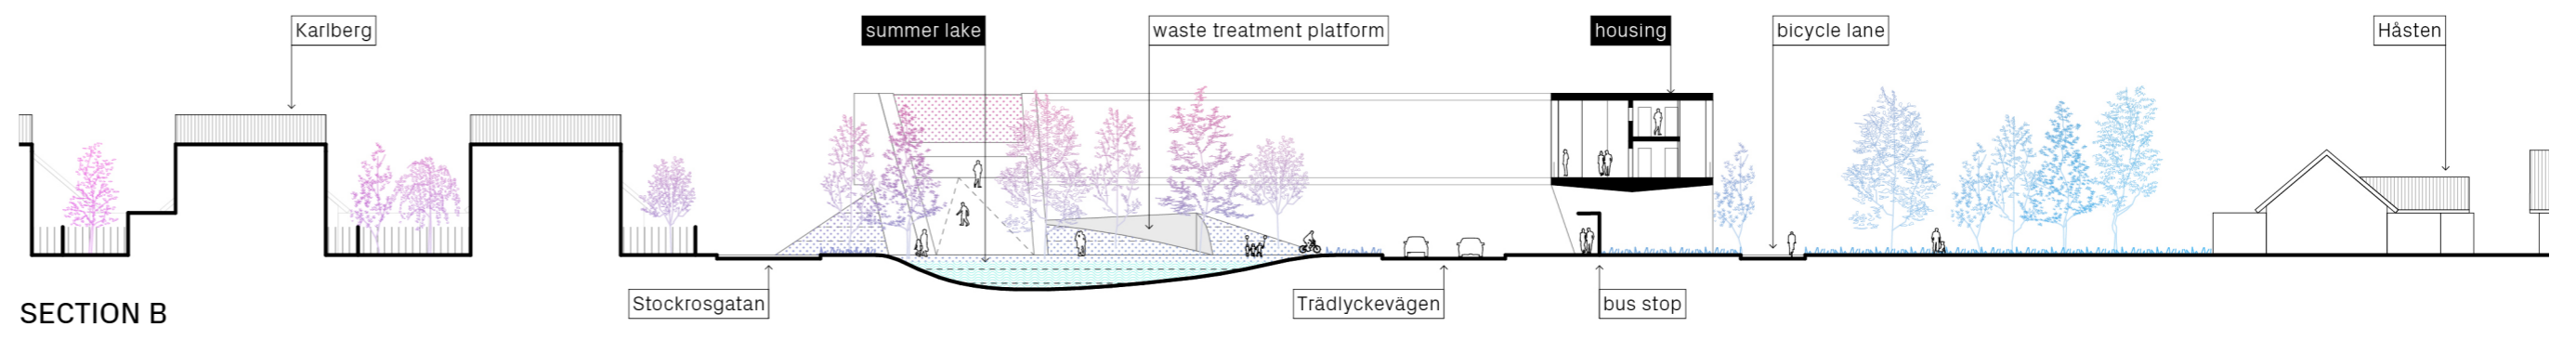 Karlberg
summer lake
waste treatment platform
housing
bicycle lane
Håsten
Stockrosgatan
Trädlyckevägen
bus stop
SECTION B